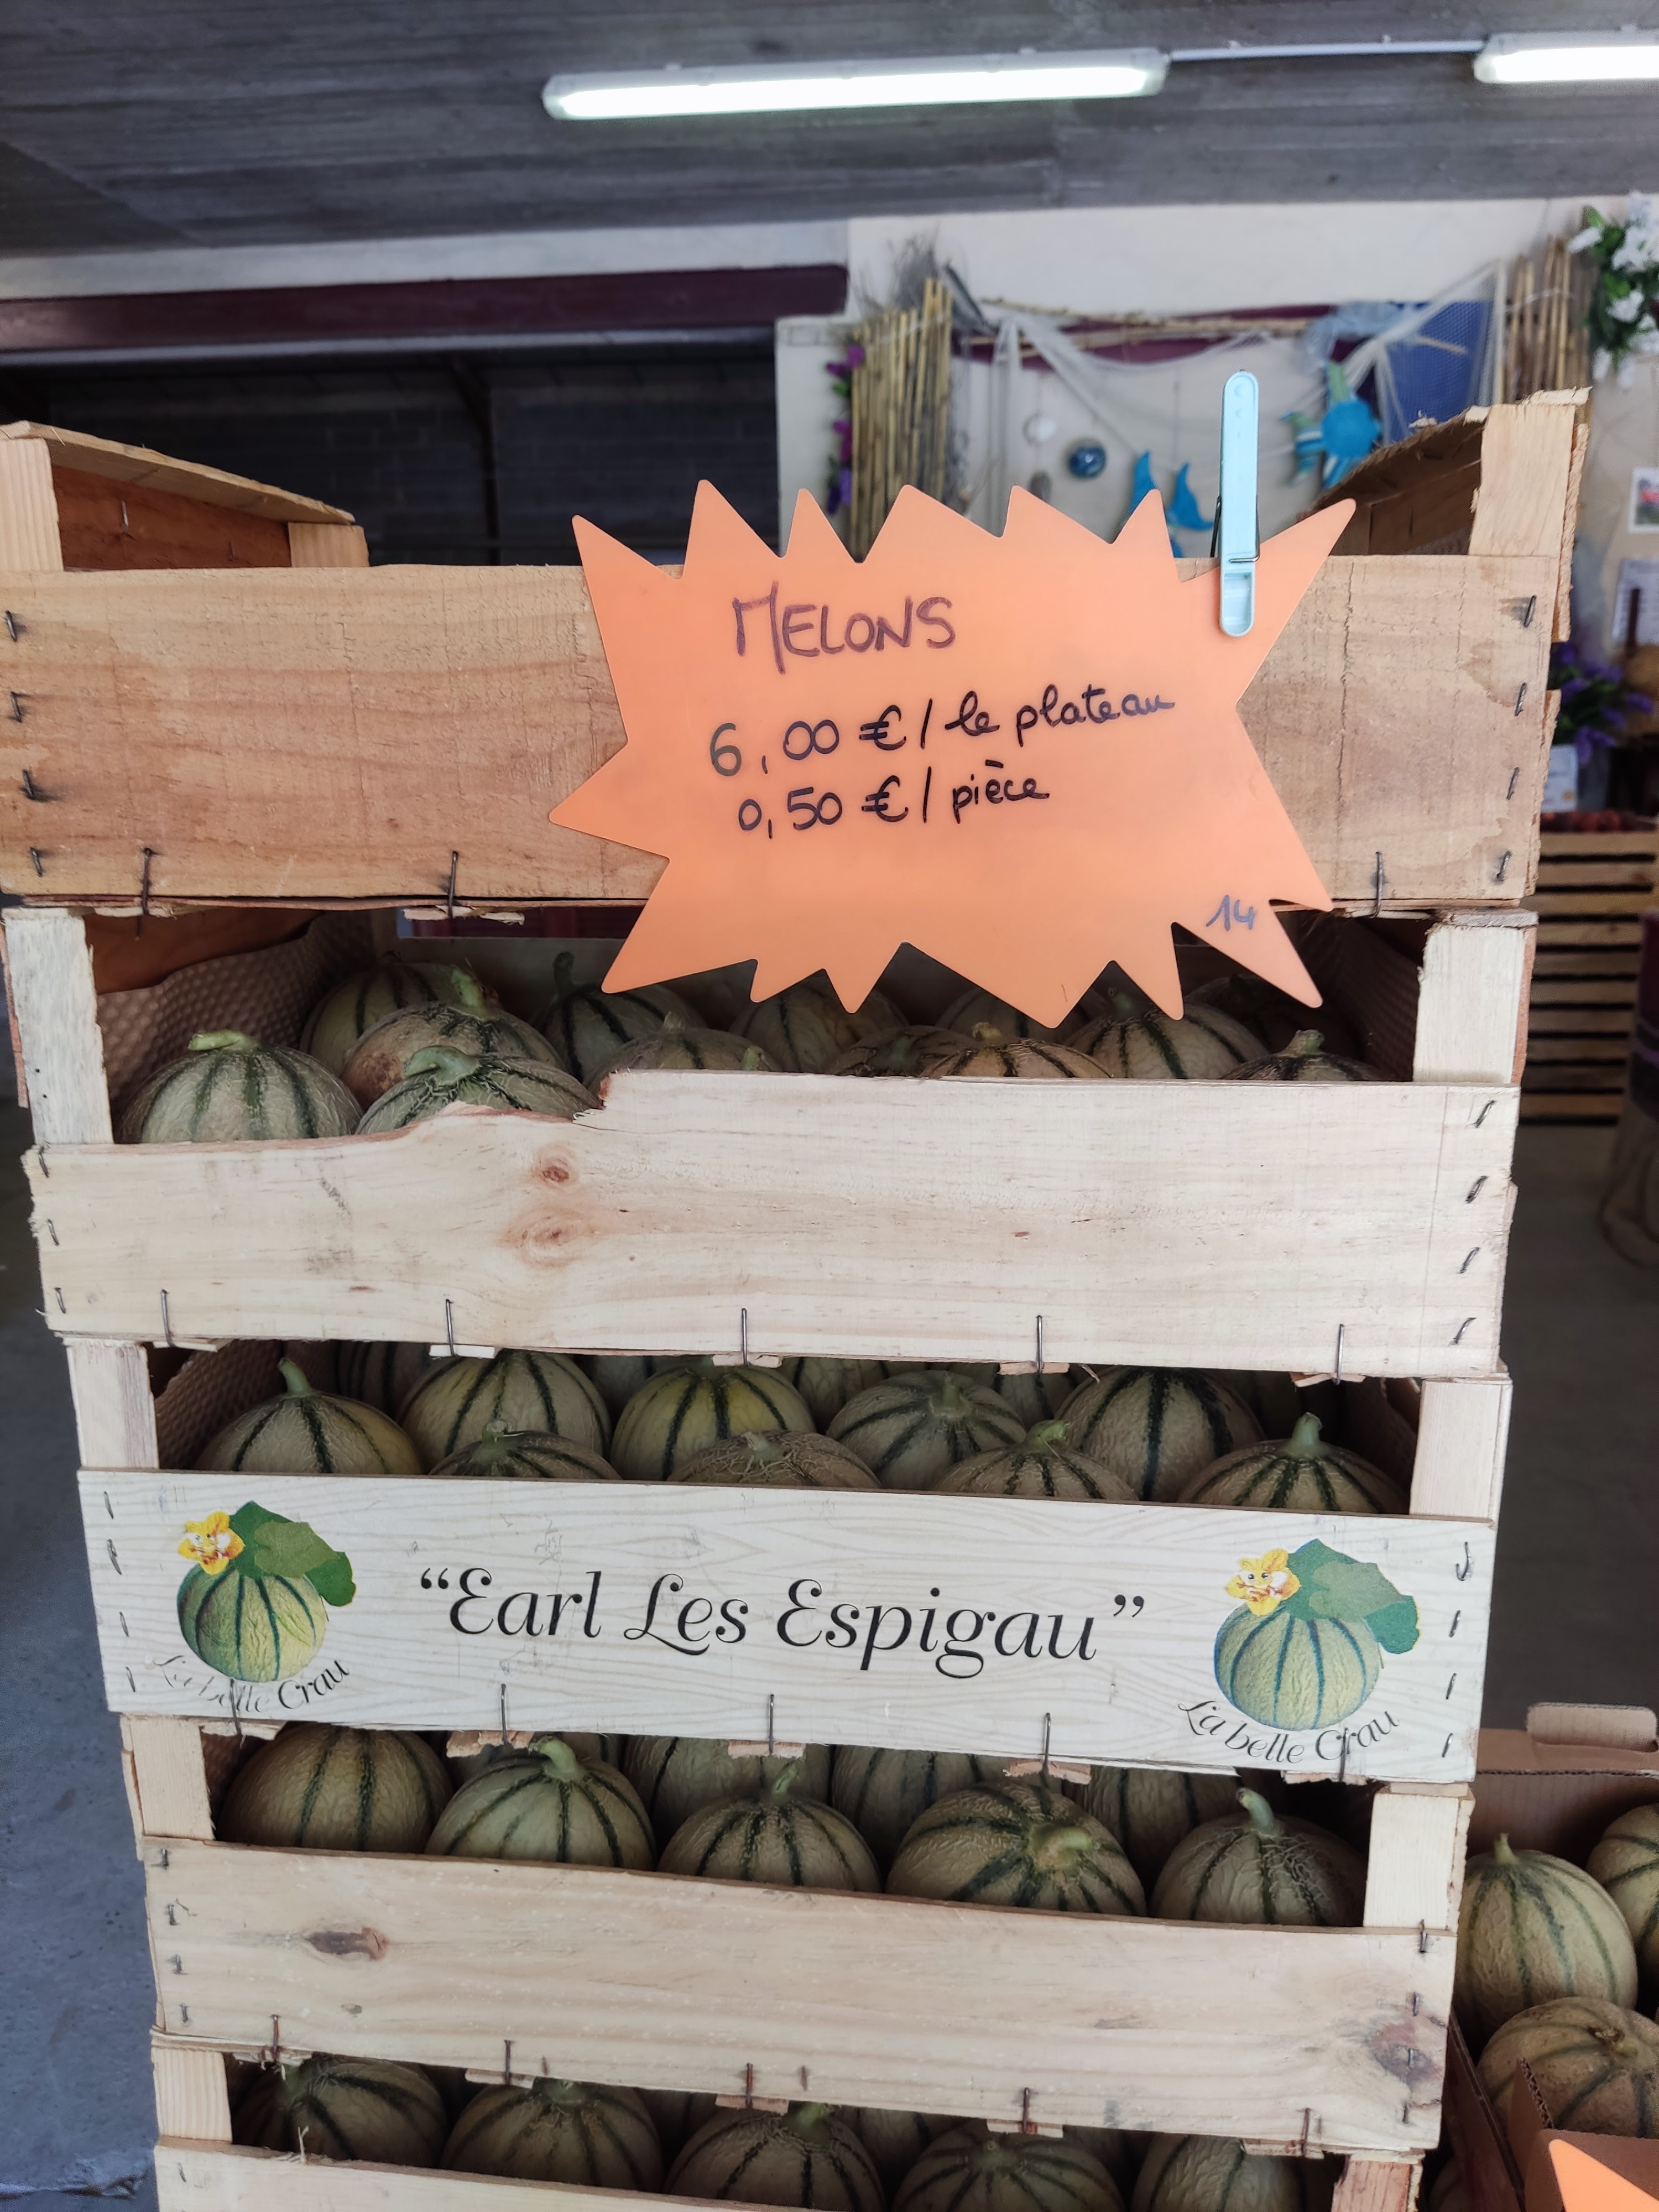 MELONS
6,00 €/ le plateau
0,50 €/ pièce
14
“Earl Les Espigau”
La belle Crau
La belle Crau